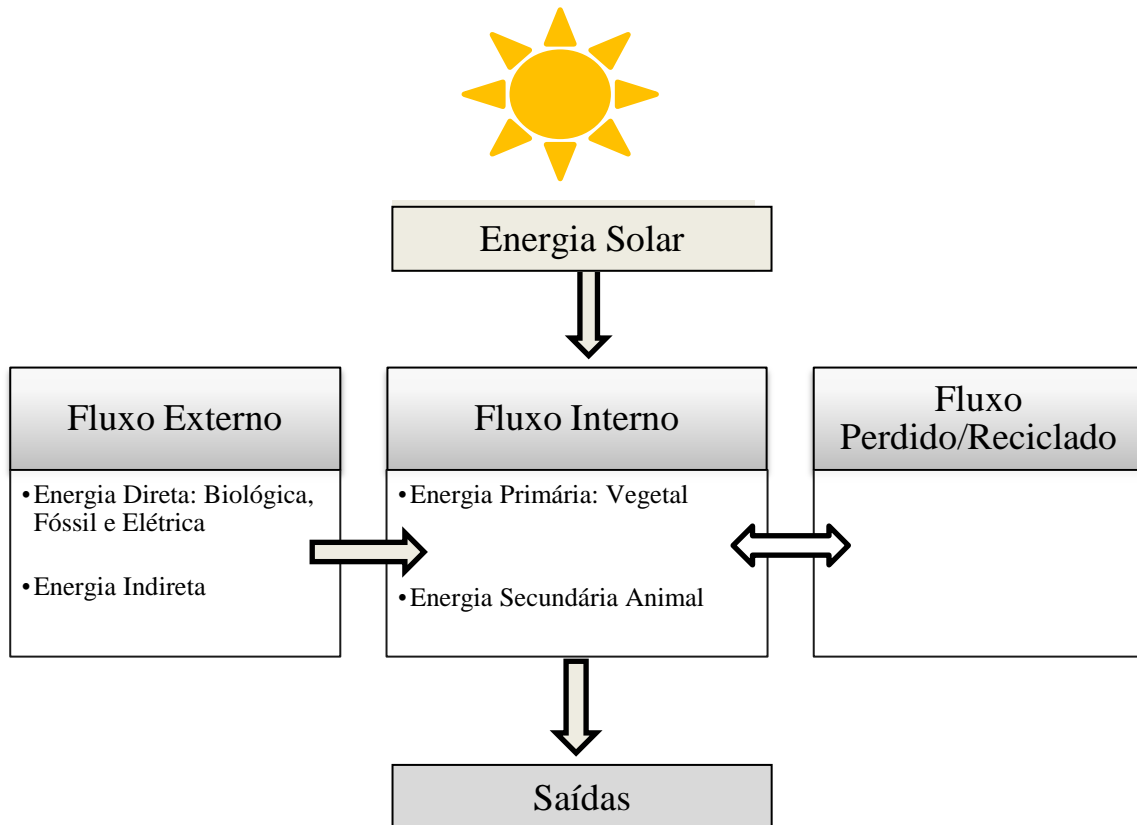 Energia Solar
Fluxo Externo
•Energia Direta: Biológica,
Fóssil e Elétrica
•Energia Indireta
Fluxo Interno
•Energia Primária: Vegetal
•Energia Secundária Animal
Fluxo
Perdido/Reciclado
Saídas